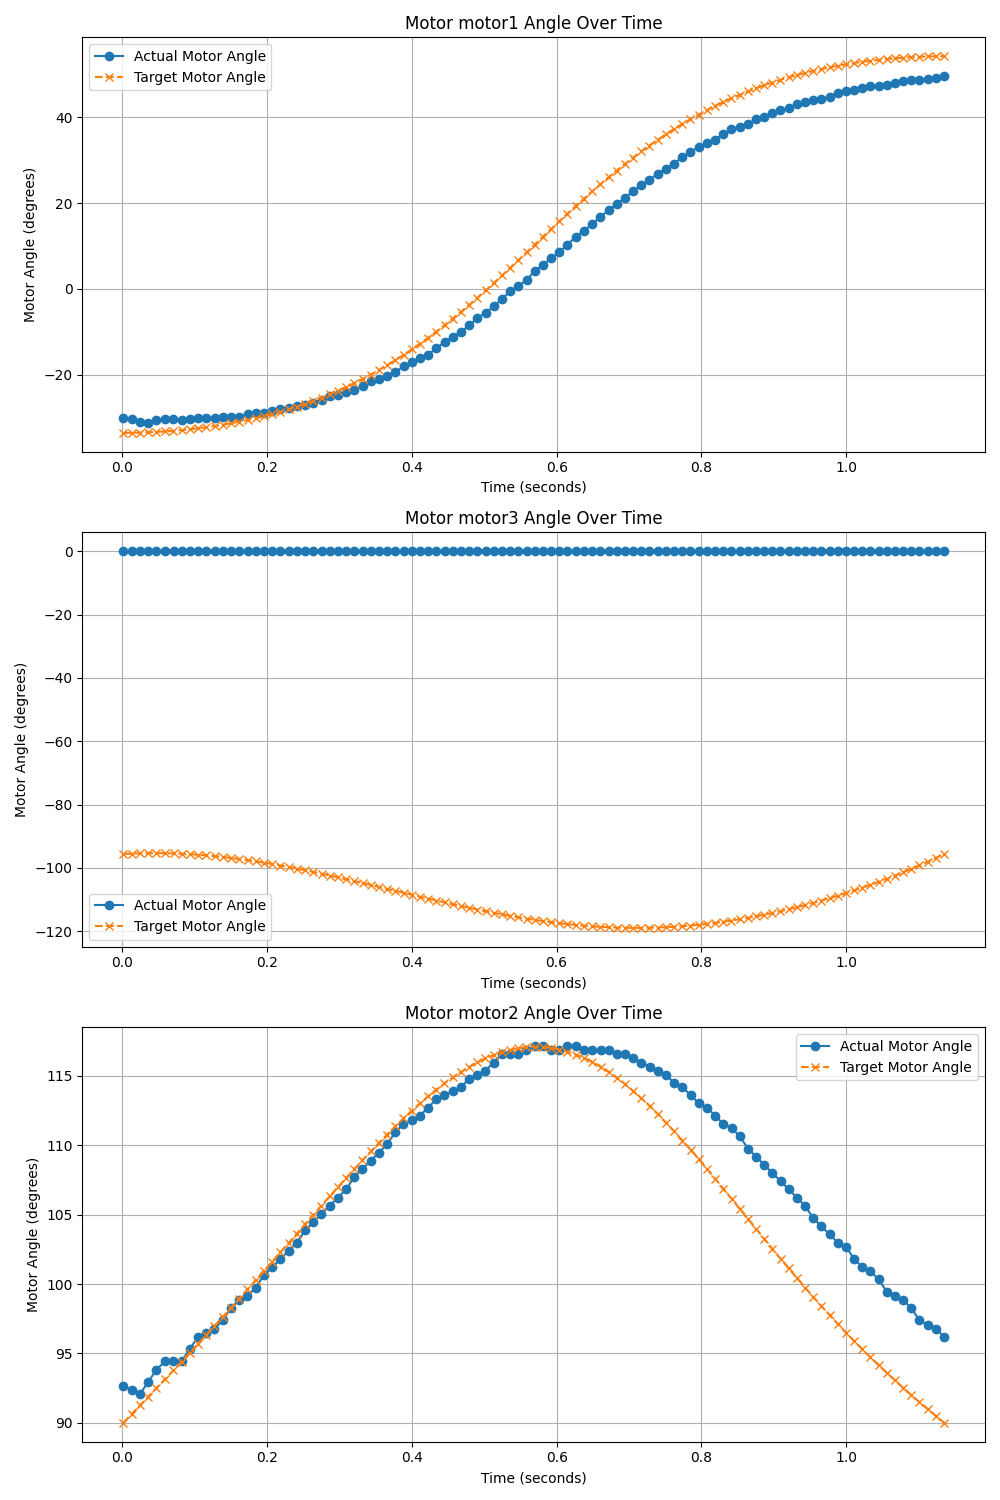 Motor motor1 Angle Over Time
Actual Motor Angle
Target Motor Angle
Motor Angle (degrees)
40
20
0
−20
0.0 0.2 0.4 0.6 0.8 1.0
Time (seconds)
Motor motor3 Angle Over Time
Motor Angle (degrees)
0
−20
−40
−60
−80
−100
−120
Actual Motor Angle
Target Motor Angle
0.0 0.2 0.4 0.6 0.8 1.0
Time (seconds)
Motor motor2 Angle Over Time
Actual Motor Angle
Target Motor Angle
Motor Angle (degrees)
115
110
105
100
95
90
0.0 0.2 0.4 0.6 0.8 1.0
Time (seconds)